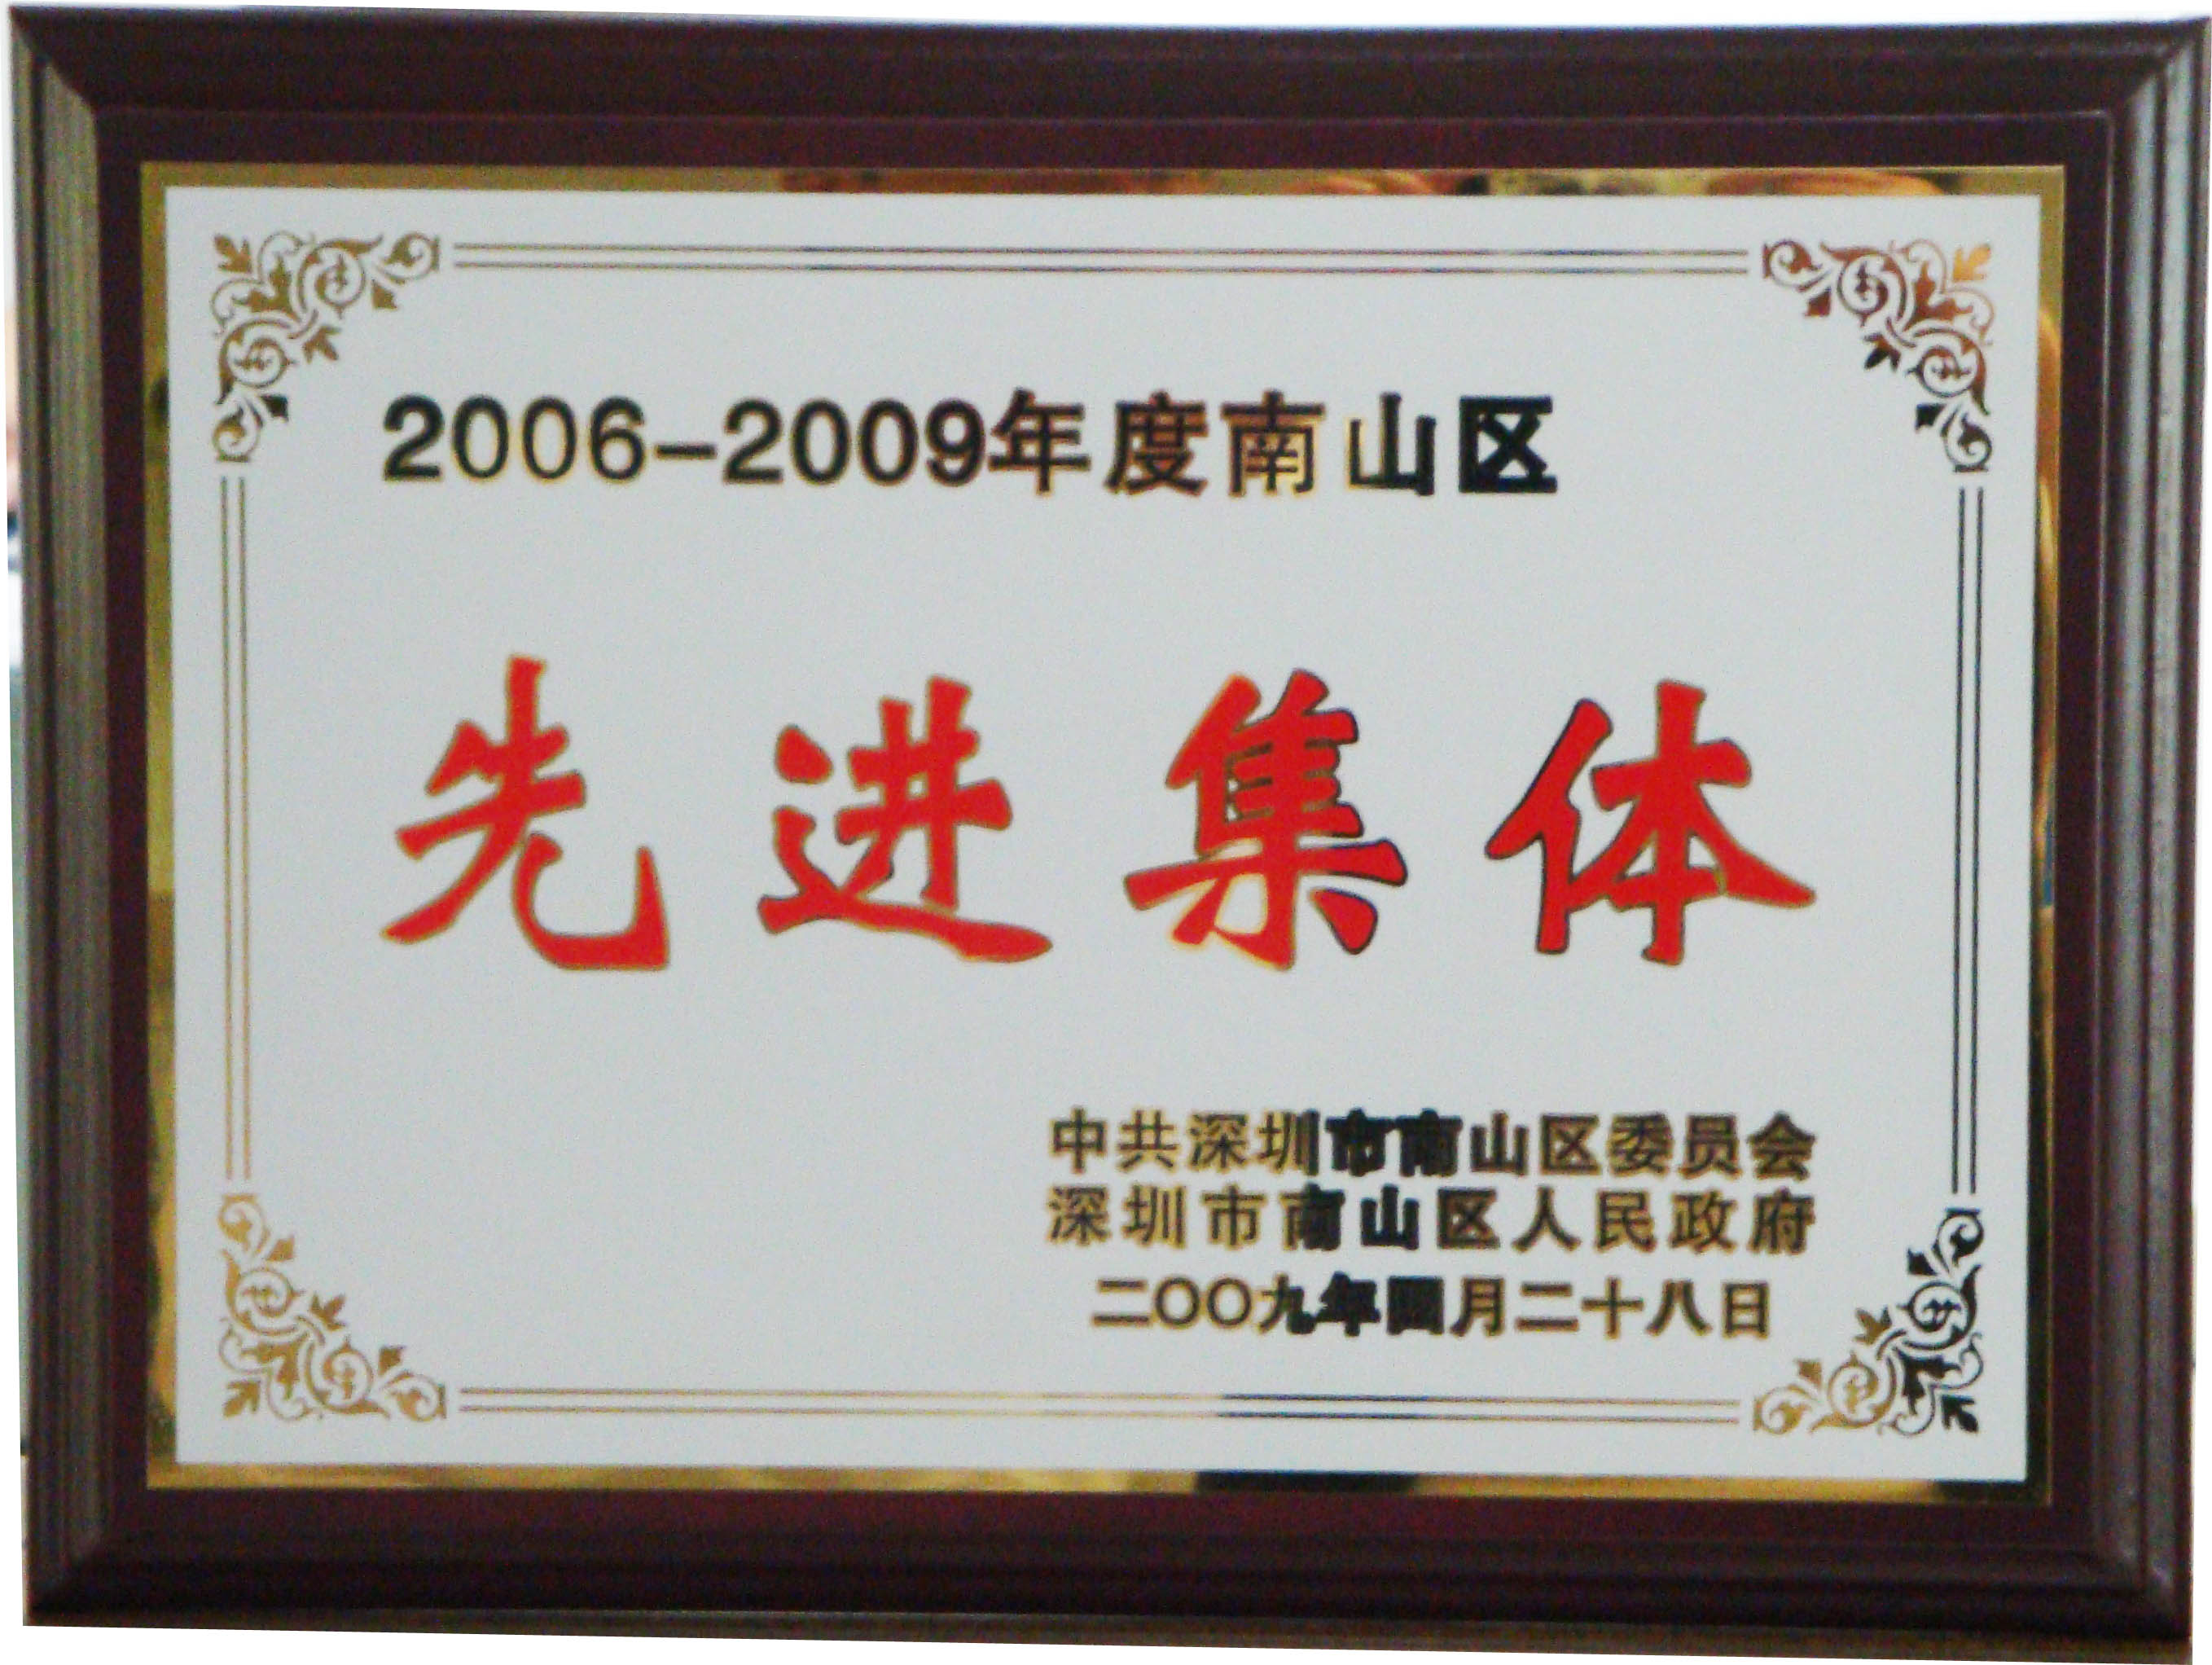 2006-2009年度南山区
先进集体
中共深圳市南山区委员会
深圳市南山区人民政府
二〇〇九年四月二十八日